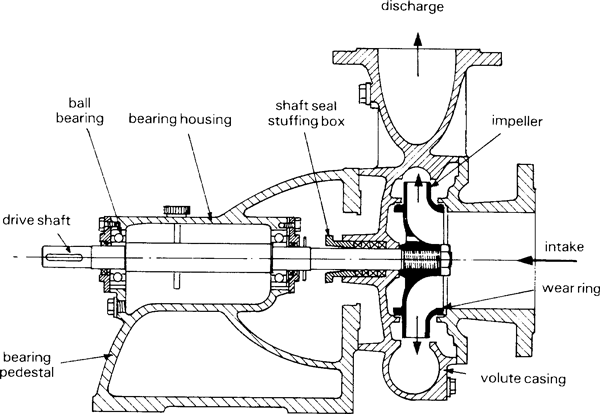 discharge
ball
bearing
bearing housing
shaft seal
stuffing box
impeller
drive shaft
intake
wear ring
bearing
pedestal
volute casing